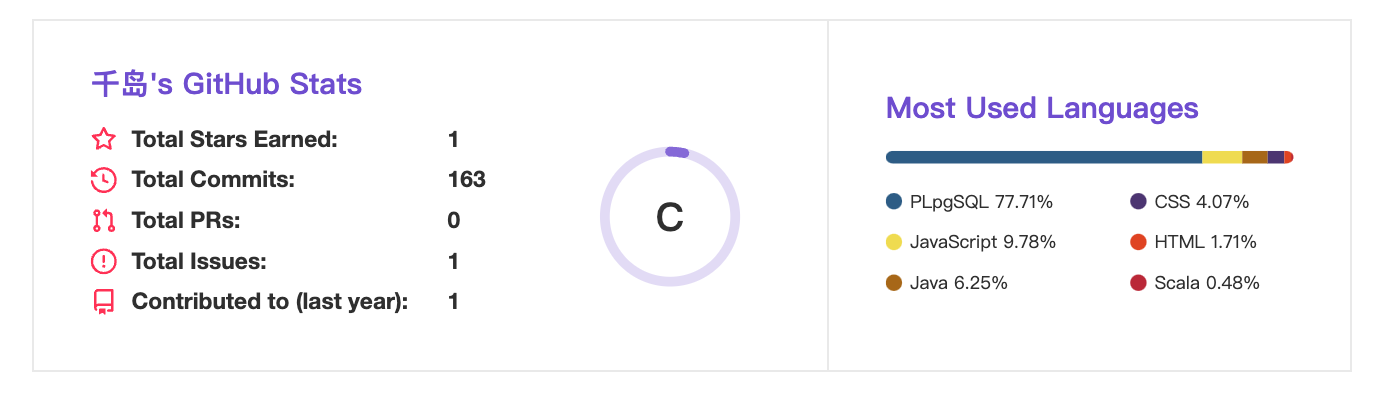 千岛's GitHub Stats
Total Stars Earned: 1
Total Commits: 163
Total PRs: 0
Total Issues: 1
Contributed to (last year): 1
C
Most Used Languages
PLpgSQL 77.71%
JavaScript 9.78%
Java 6.25%
CSS 4.07%
HTML 1.71%
Scala 0.48%